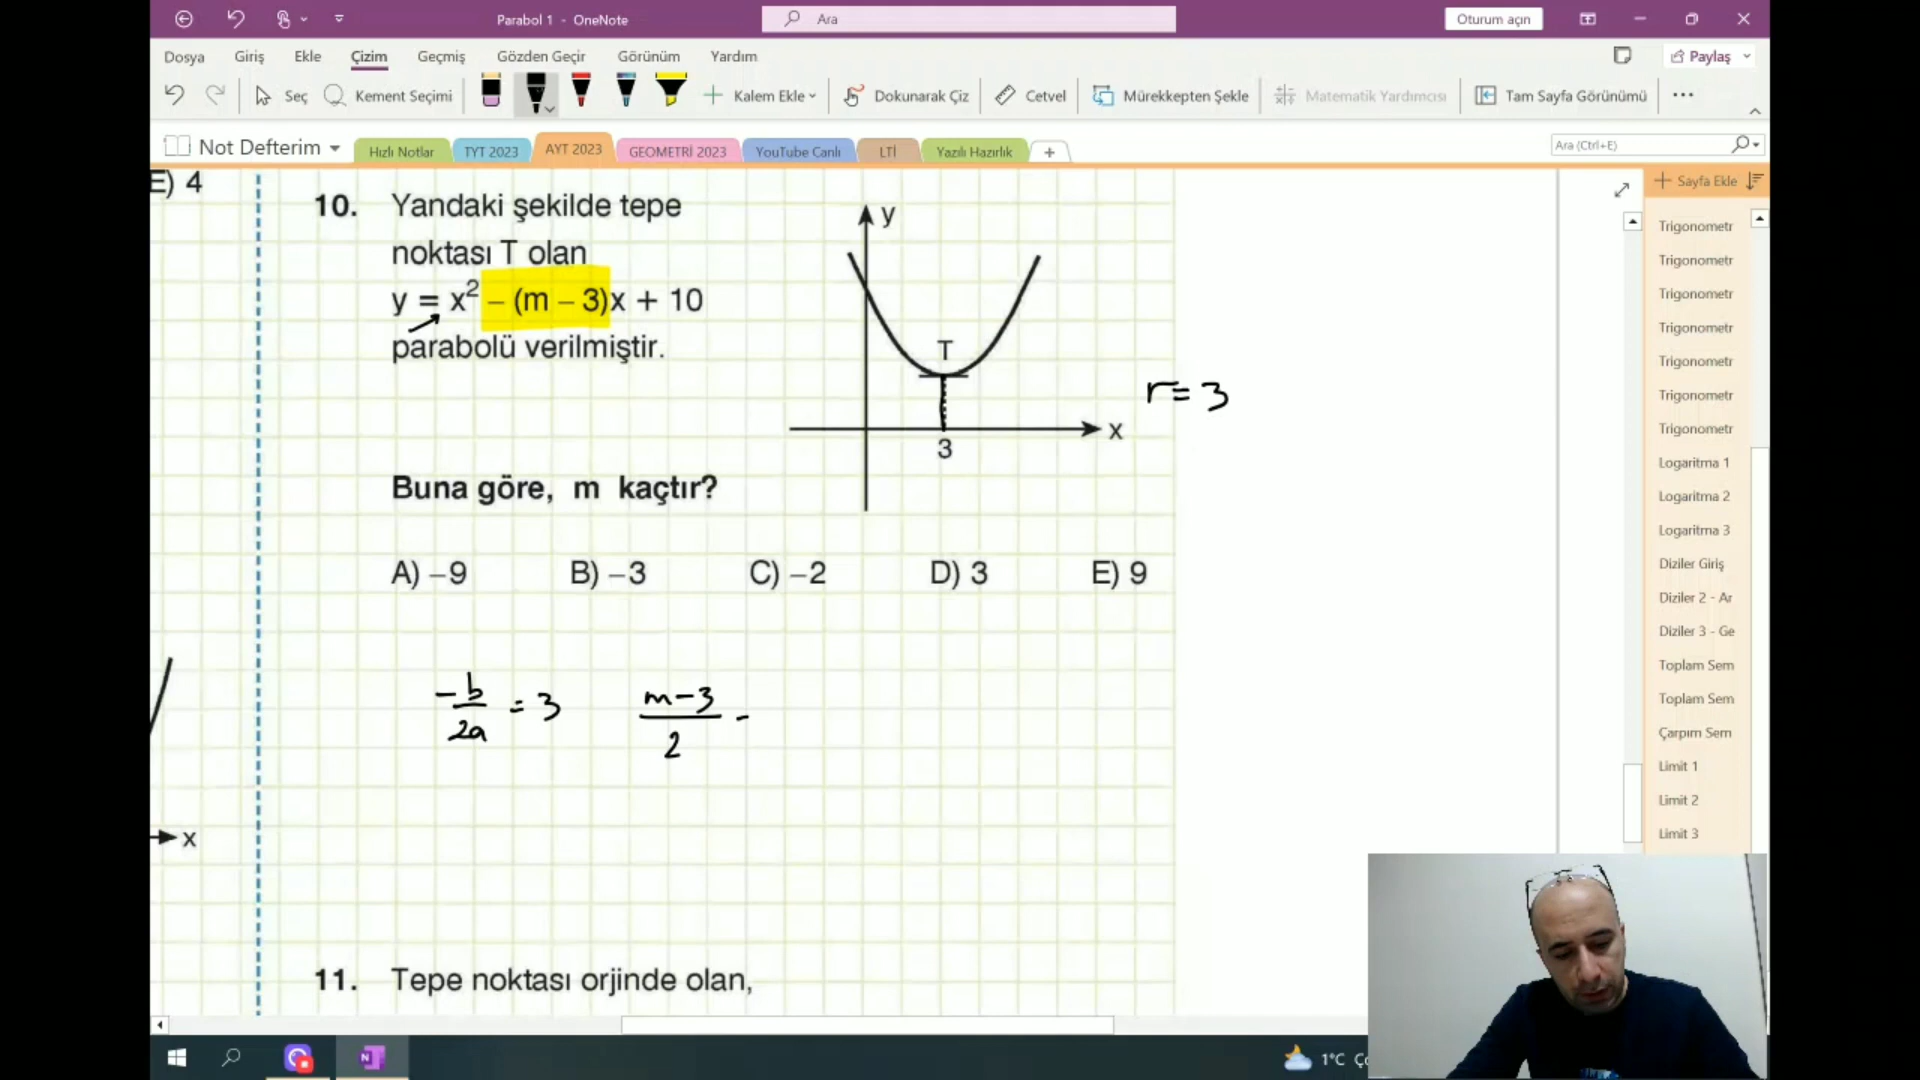 Parabol 1 - OneNote
Ara
Oturum açın
Dosya Giriş Ekle Çizim Geçmiş Gözden Geçir Görünüm Yardım
Paylaş
Seç Kement Seçimi Kalem Ekle Dokunarak Çiz Cetvel Mürekkepten Şekle Matematik Yardımcısı Tam Sayfa Görünümü
Not Defterim Hızlı Notlar TYT 2023 AYT 2023 GEOMETRİ 2023 YouTube Canlı LTİ Yazılı Hazırlık +
Ara (Ctrl+E)
Sayfa Ekle
E) 4
10. Yandaki şekilde tepe
noktası T olan
y = x² – (m – 3)x + 10
parabolü verilmiştir.
y
T
x
3
r = 3
Buna göre, m kaçtır?
A) –9 B) –3 C) –2 D) 3 E) 9
-b/2a = 3 m-3/2 -
x
11. Tepe noktası orjinde olan,
Trigonometr
Trigonometr
Trigonometr
Trigonometr
Trigonometr
Trigonometr
Trigonometr
Logaritma 1
Logaritma 2
Logaritma 3
Diziler Giriş
Diziler 2 - Ar
Diziler 3 - Ge
Toplam Sem
Toplam Sem
Çarpım Sem
Limit 1
Limit 2
Limit 3
1°C